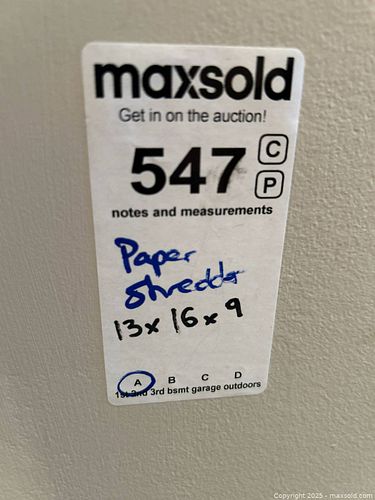 maxsold
Get in on the auction!
547 C
P
notes and measurements
Paper
Shredder
13x 16 x 9
A B C D
1st 2nd 3rd bsmt garage outdoors
Copyright 2025 - maxsold.com